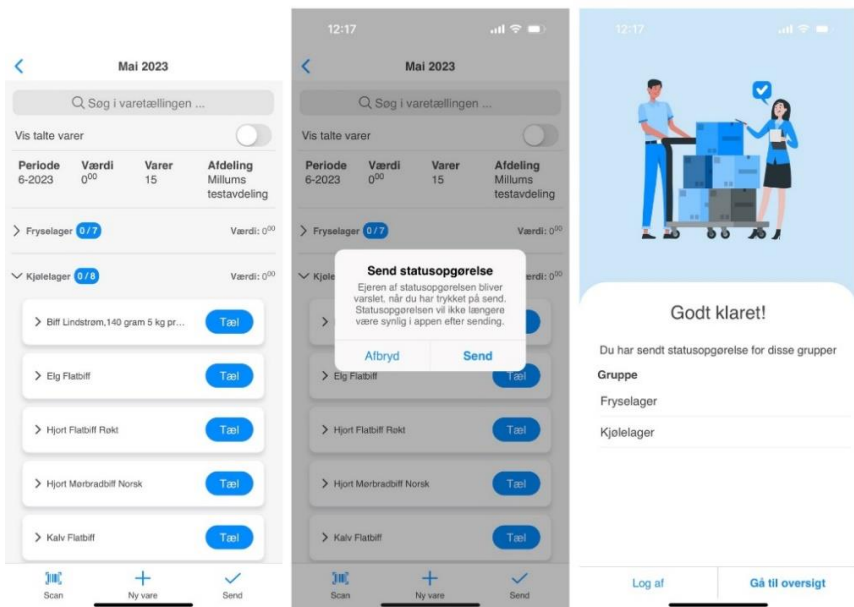 Mai 2023
Søg i varetællingen ...
Vis talte varer
Periode Værdi Varer Afdeling
6-2023 0⁰⁰ 15 Millums
testavdeling
Fryselager 0/7 Værdi: 0⁰⁰
Kjølelager 0/8 Værdi: 0⁰⁰
Biff Lindstrøm,140 gram 5 kg pr... Tæl
Elg Flatbiff Tæl
Hjort Flatbiff Røkt Tæl
Hjort Mørbradbiff Norsk Tæl
Kalv Flatbiff Tæl
Scan Ny vare Send
12:17
Mai 2023
Søg i varetællingen ...
Vis talte varer
Periode Værdi Varer Afdeling
6-2023 0⁰⁰ 15 Millums
testavdeling
Fryselager 0/7 Værdi: 0⁰⁰
Kjøle erdi: 0⁰⁰
Send statusopgørelse
Ejeren af statusopgørelsen bliver
varslet, når du har trykket på send.
Statusopgørelsen vil ikke længere
være synlig i appen efter sending.
Afbryd Send
Elg Flatbiff Tæl
Hjort Flatbiff Røkt Tæl
Hjort Mørbradbiff Norsk Tæl
Kalv Flatbiff Tæl
Scan Ny vare Send
12:17
Godt klaret!
Du har sendt statusopgørelse for disse grupper
Gruppe
Fryselager
Kjølelager
Log af Gå til oversigt